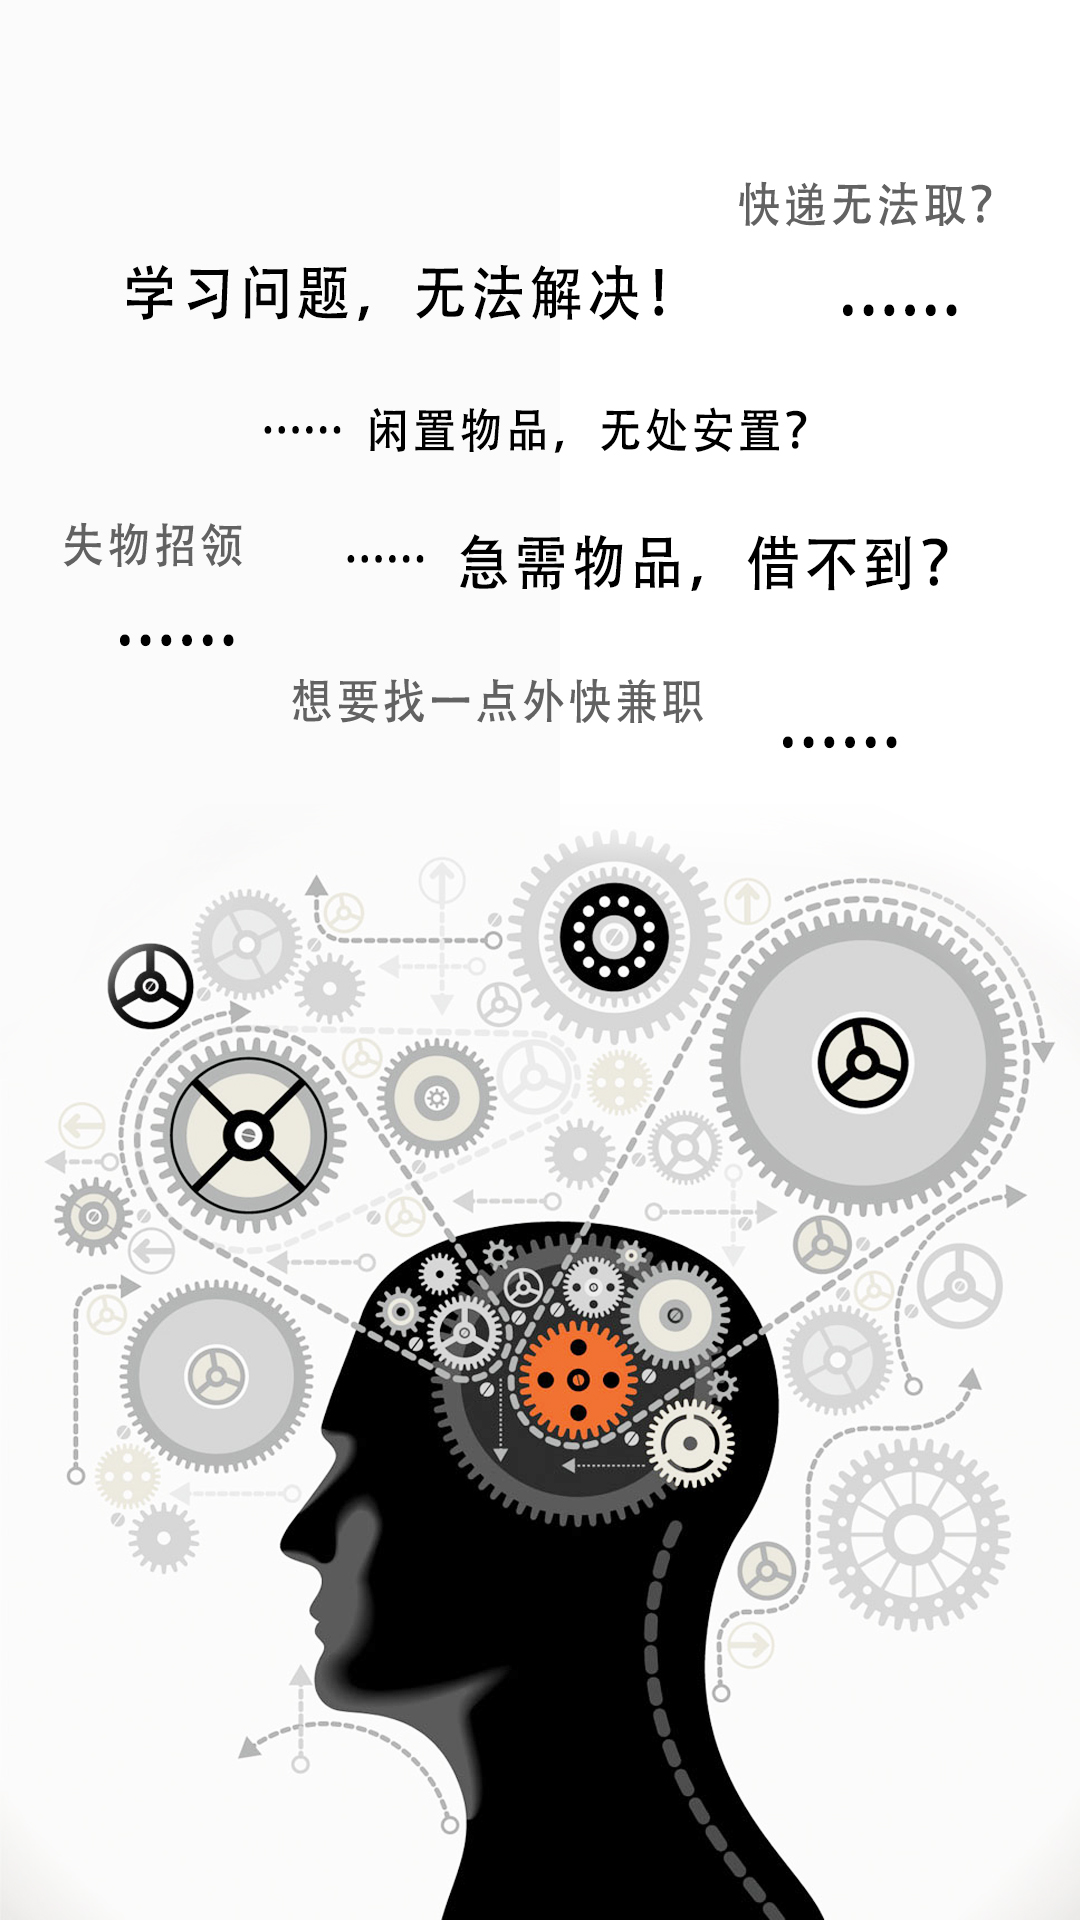 快递无法取?
学习问题，无法解决！
......
...... 闲置物品，无处安置?
失物招领
...... 急需物品，借不到?
......
想要找一点外快兼职
......